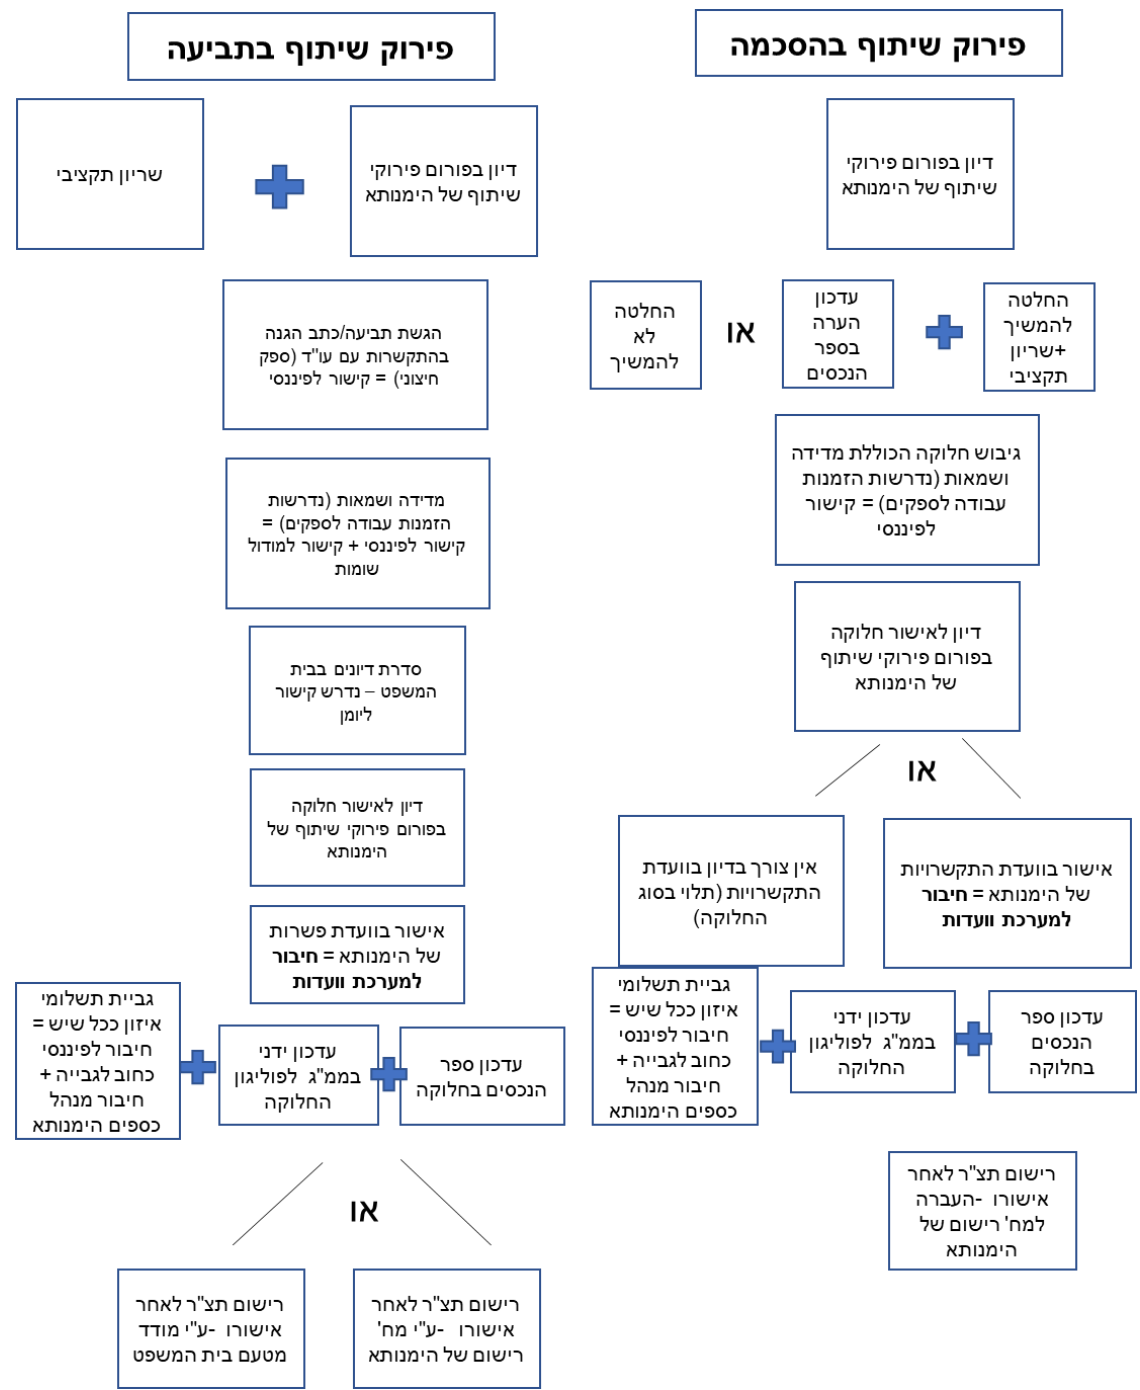 פירוק שיתוף בהסכמה
דיון בפורום פירוקי
שיתוף של הימנותא
החלטה
להמשיך
+שריון
תקציבי
עדכון
הערה
בספר
הנכסים
או
החלטה
לא
להמשיך
גיבוש חלוקה הכוללת מדידה
ושמאות (נדרשות הזמנות
עבודה לספקים) = קישור
לפיננסי
דיון לאישור חלוקה
בפורום פירוקי שיתוף
של הימנותא
או
אישור בוועדת התקשרויות
של הימנותא = חיבור
למערכת וועדות
אין צורך בדיון בוועדת
התקשרויות (תלוי בסוג
החלוקה)
עדכון ספר
הנכסים
בחלוקה
עדכון ידני
בממ"ג לפוליגון
החלוקה
גביית תשלומי
איזון ככל שיש =
חיבור לפיננסי
כחוב לגבייה +
חיבור מנהל
כספים הימנותא
רישום תצ"ר לאחר
אישורו -העברה
למח' רישום של
הימנותא
פירוק שיתוף בתביעה
דיון בפורום פירוקי
שיתוף של הימנותא
שריון תקציבי
הגשת תביעה/כתב הגנה
בהתקשרות עם עו"ד (ספק
חיצוני) = קישור לפיננסי
מדידה ושמאות (נדרשות
הזמנות עבודה לספקים) =
קישור לפיננסי + קישור למודול
שומות
סדרת דיונים בבית
המשפט – נדרש קישור
ליומן
דיון לאישור חלוקה
בפורום פירוקי שיתוף של
הימנותא
אישור בוועדת פשרות
של הימנותא = חיבור
למערכת וועדות
עדכון ספר
הנכסים בחלוקה
עדכון ידני
בממ"ג לפוליגון
החלוקה
גביית תשלומי
איזון ככל שיש =
חיבור לפיננסי
כחוב לגבייה +
חיבור מנהל
כספים הימנותא
או
רישום תצ"ר לאחר
אישורו -ע"י מח'
רישום של הימנותא
רישום תצ"ר לאחר
אישורו -ע"י מודד
מטעם בית המשפט